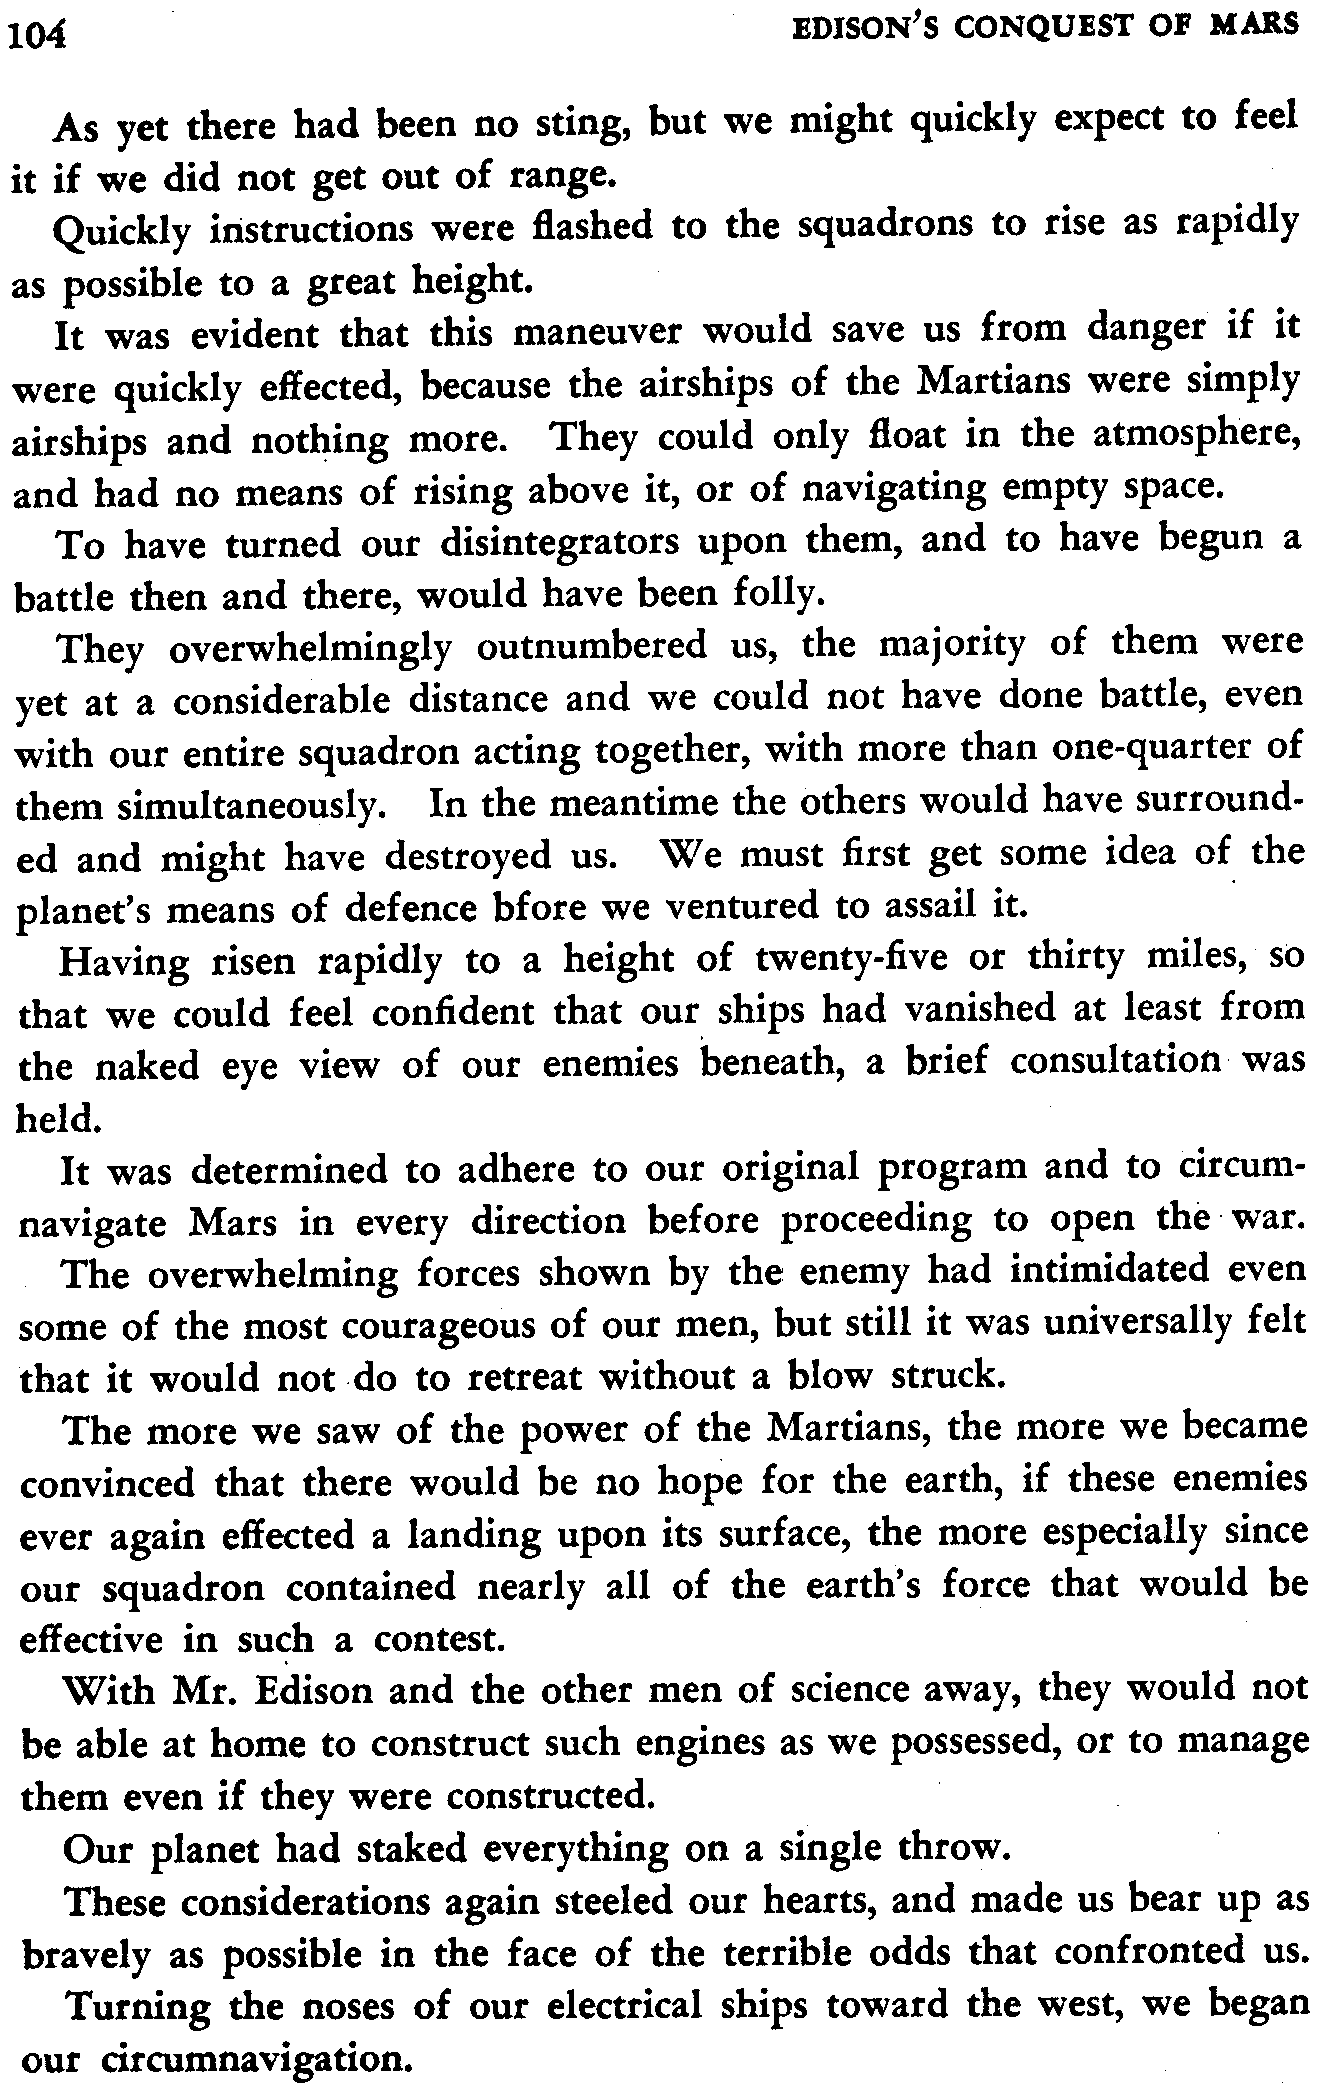 104 EDISON'S CONQUEST OF MARS
As yet there had been no sting, but we might quickly expect to feel
it if we did not get out of range.
Quickly instructions were flashed to the squadrons to rise as rapidly
as possible to a great height.
It was evident that this maneuver would save us from danger if it
were quickly effected, because the airships of the Martians were simply
airships and nothing more. They could only float in the atmosphere,
and had no means of rising above it, or of navigating empty space.
To have turned our disintegrators upon them, and to have begun a
battle then and there, would have been folly.
They overwhelmingly outnumbered us, the majority of them were
yet at a considerable distance and we could not have done battle, even
with our entire squadron acting together, with more than one-quarter of
them simultaneously. In the meantime the others would have surround-
ed and might have destroyed us. We must first get some idea of the
planet's means of defence bfore we ventured to assail it.
Having risen rapidly to a height of twenty-five or thirty miles, so
that we could feel confident that our ships had vanished at least from
the naked eye view of our enemies beneath, a brief consultation was
held.
It was determined to adhere to our original program and to circum-
navigate Mars in every direction before proceeding to open the war.
The overwhelming forces shown by the enemy had intimidated even
some of the most courageous of our men, but still it was universally felt
that it would not do to retreat without a blow struck.
The more we saw of the power of the Martians, the more we became
convinced that there would be no hope for the earth, if these enemies
ever again effected a landing upon its surface, the more especially since
our squadron contained nearly all of the earth's force that would be
effective in such a contest.
With Mr. Edison and the other men of science away, they would not
be able at home to construct such engines as we possessed, or to manage
them even if they were constructed.
Our planet had staked everything on a single throw.
These considerations again steeled our hearts, and made us bear up as
bravely as possible in the face of the terrible odds that confronted us.
Turning the noses of our electrical ships toward the west, we began
our circumnavigation.